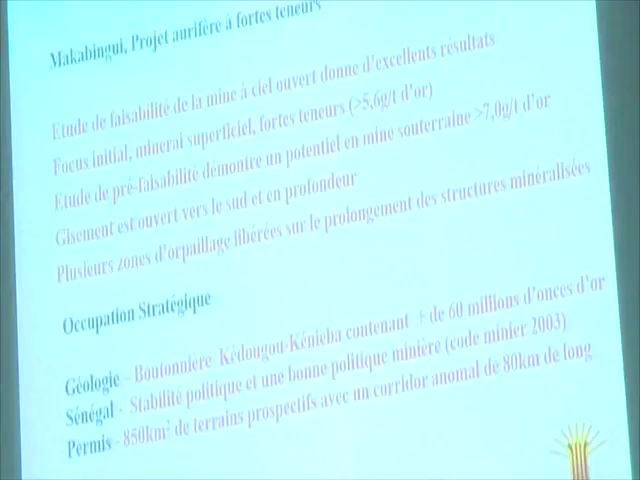 Makabingui, Projet aurifère à fortes teneurs
Etude de faisabilité de la mine à ciel ouvert donne d'excellents résultats
Focus initial, minerai superficiel, fortes teneurs (>5,6g/t d'or)
Etude de pré-faisabilité démontre un potentiel en mine souterraine >7,0g/t d'or
Gisement est ouvert vers le sud et en profondeur
Plusieurs zones d'orpaillage libérées sur le prolongement des structures minéralisées
Occupation Stratégique
Géologie - Boutonnière Kédougou-Kénieba contenant + de 60 millions d'onces d'or
Sénégal - Stabilité politique et une bonne politique minière (code minier 2003)
Permis - 850km² de terrains prospectifs avec un corridor anomal de 80km de long